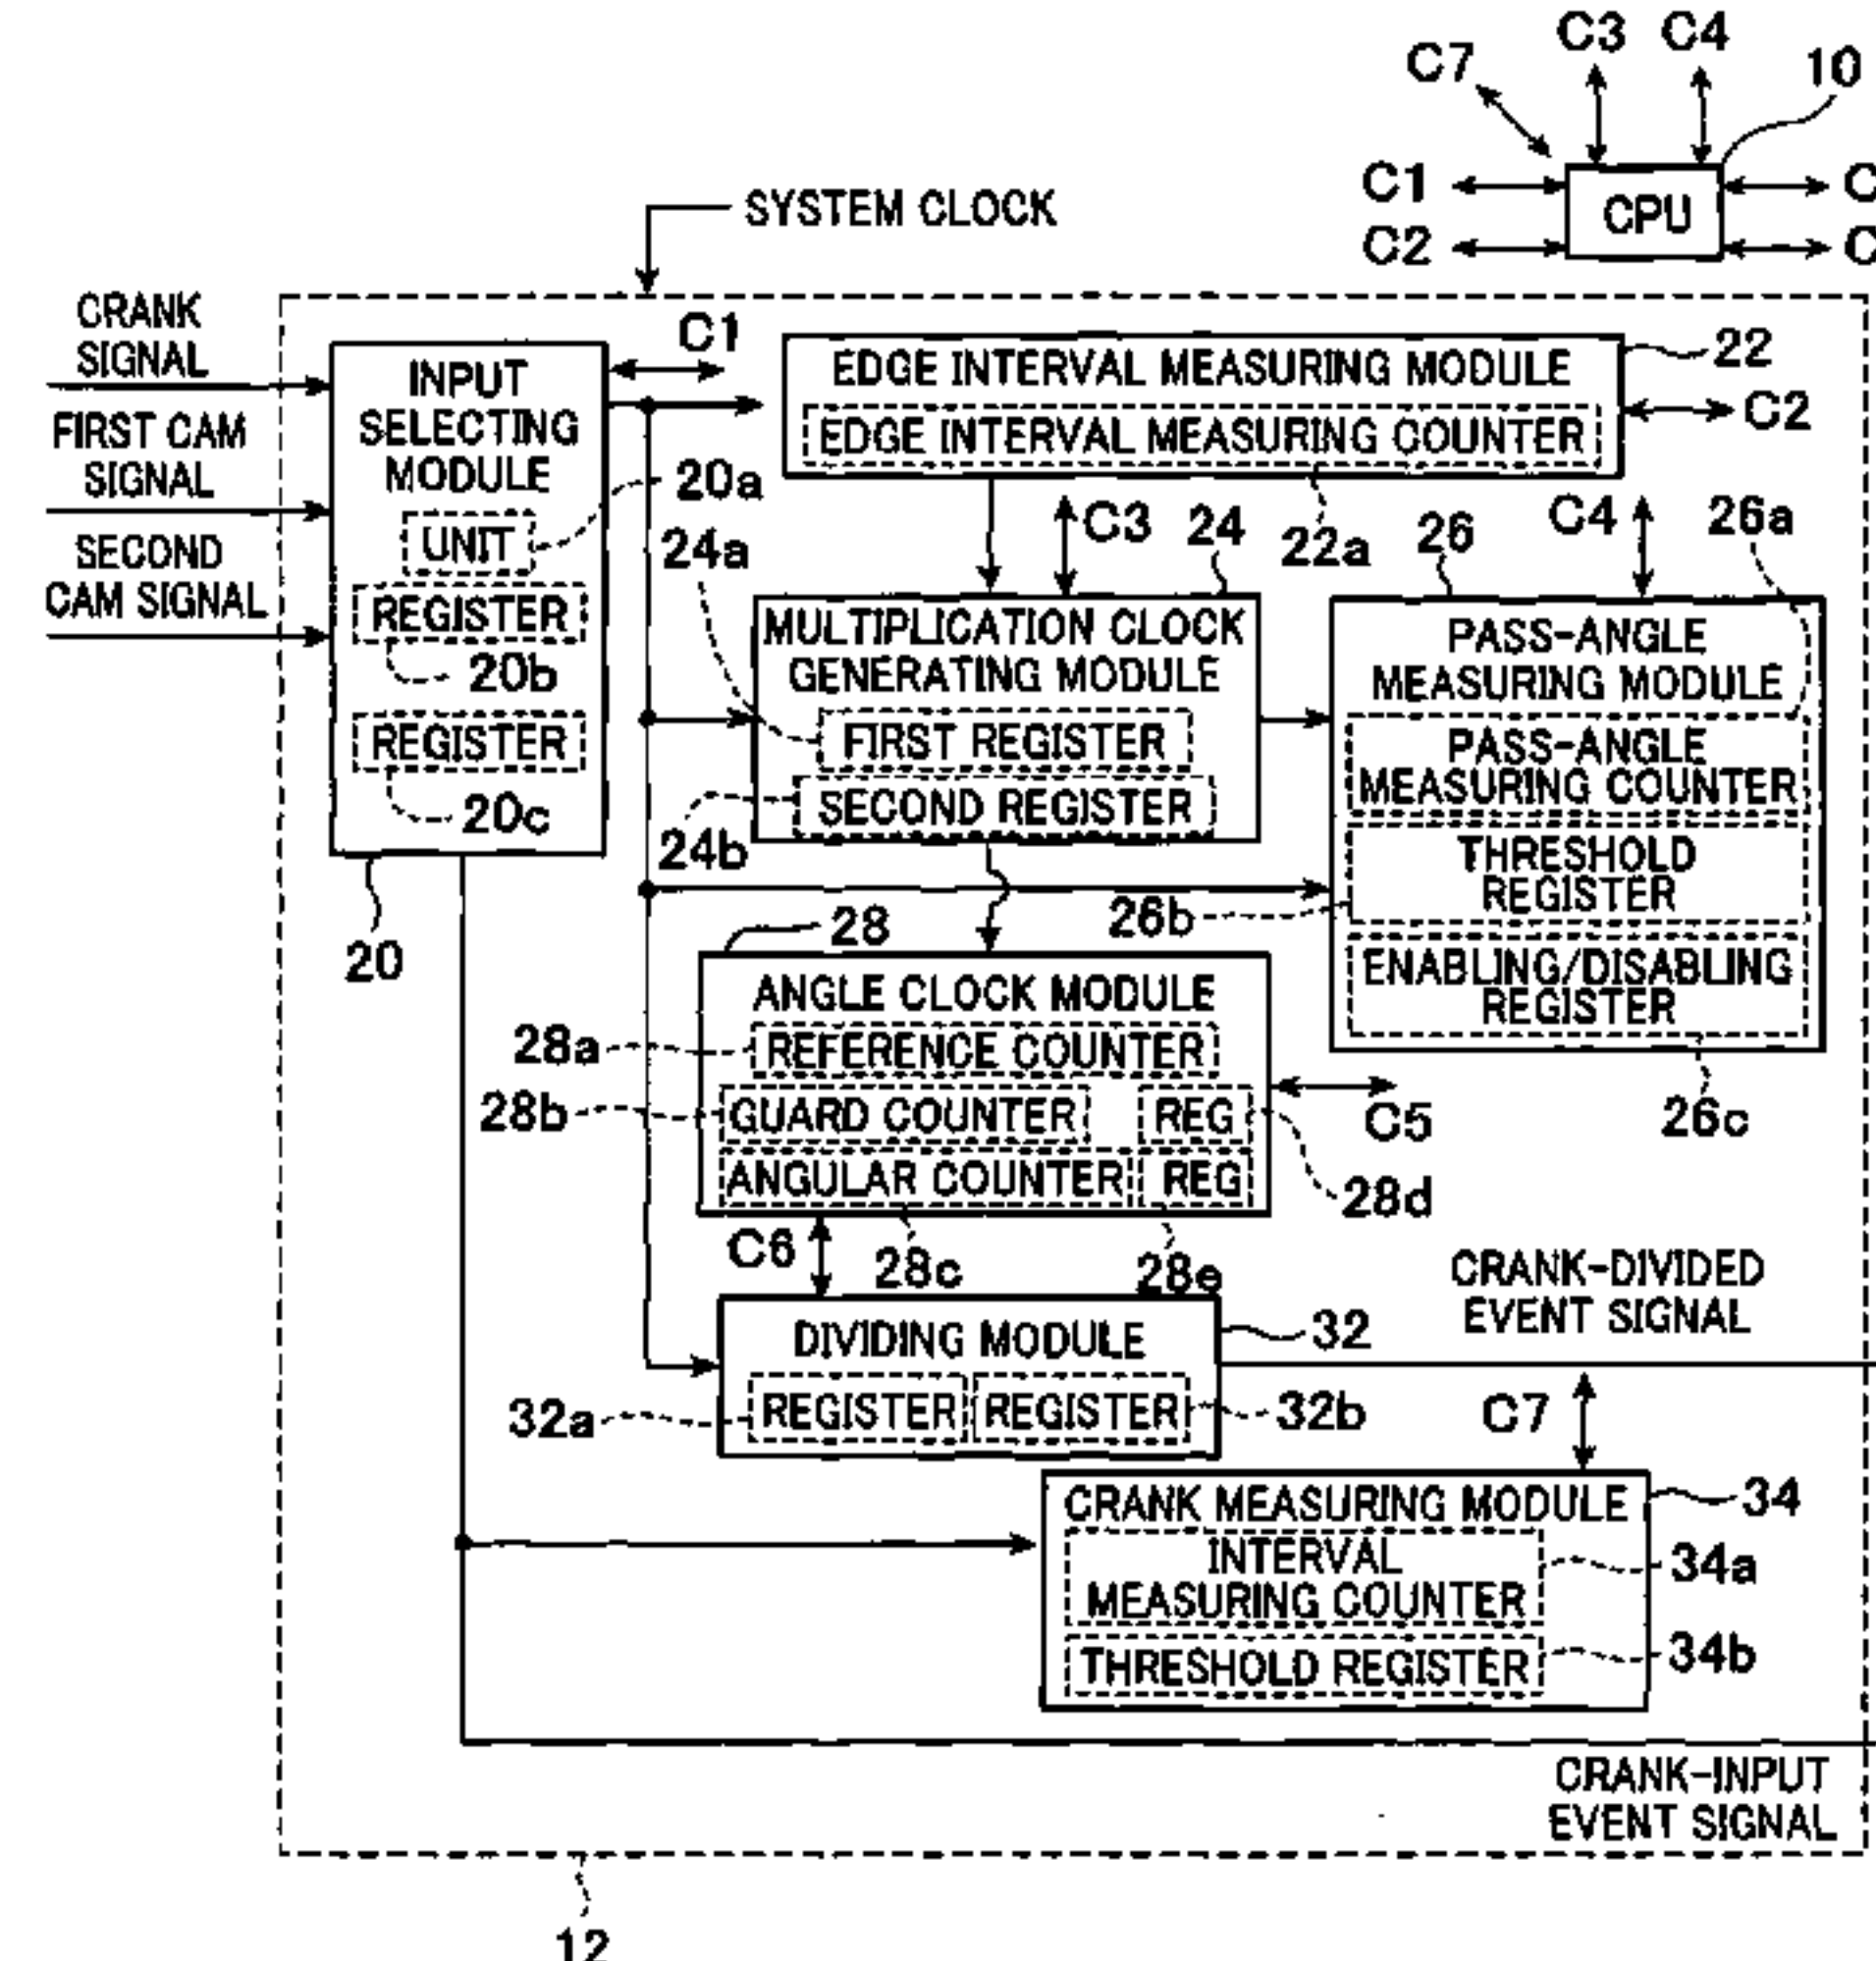 C3 C4
C7
10
C1
C
CPU
C2
C
SYSTEM CLOCK
CRANK
SIGNAL
FIRST CAM
SIGNAL
SECOND
CAM SIGNAL
INPUT
SELECTING
MODULE
UNIT
REGISTER
REGISTER
20a
20b
20c
20
C1
EDGE INTERVAL MEASURING MODULE
EDGE INTERVAL MEASURING COUNTER
22
C2
22a
C3
24
24a
MULTIPLICATION CLOCK
GENERATING MODULE
FIRST REGISTER
SECOND REGISTER
24b
C4
26
26a
PASS-ANGLE
MEASURING MODULE
PASS-ANGLE
MEASURING COUNTER
THRESHOLD
REGISTER
ENABLING/DISABLING
REGISTER
26b
26c
28
ANGLE CLOCK MODULE
REFERENCE COUNTER
GUARD COUNTER
REG
ANGULAR COUNTER
REG
28a
28b
C5
28d
C6
28c
28e
DIVIDING MODULE
REGISTER
REGISTER
32
32a
32b
CRANK-DIVIDED
EVENT SIGNAL
C7
CRANK MEASURING MODULE
INTERVAL
MEASURING COUNTER
THRESHOLD REGISTER
34
34a
34b
CRANK-INPUT
EVENT SIGNAL
12